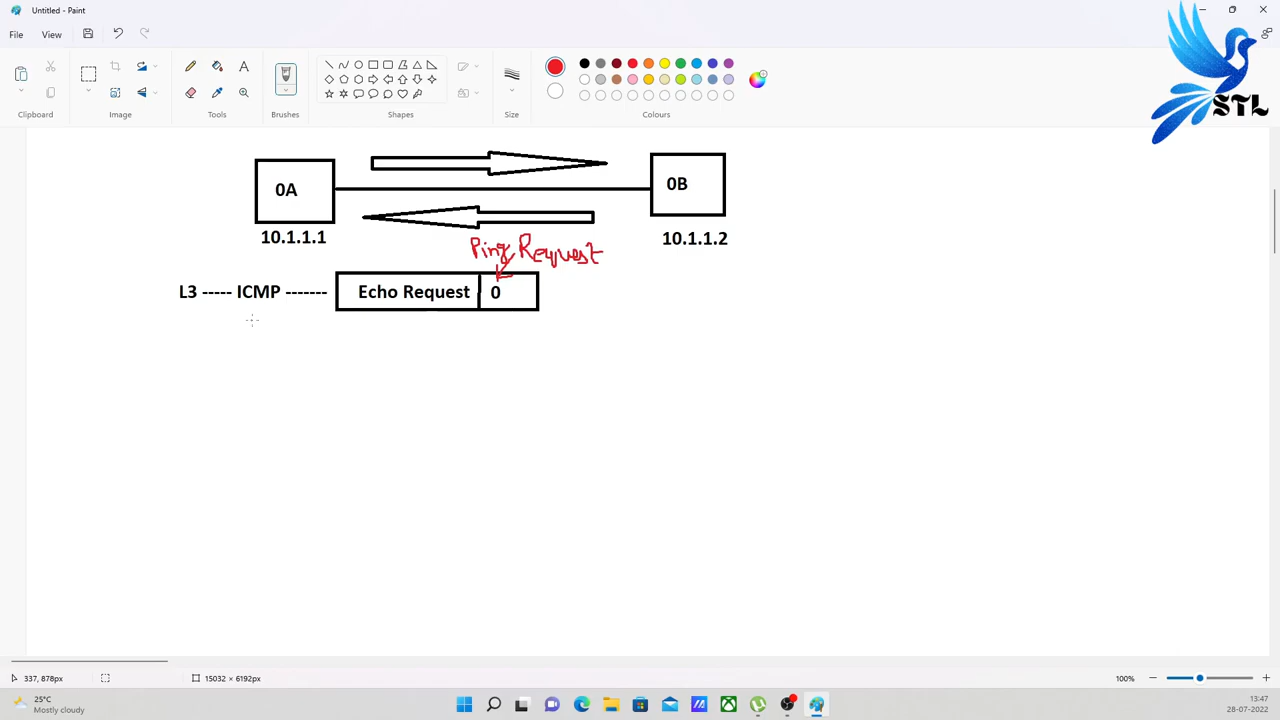 Untitled - Paint
File View
Clipboard Image Tools Brushes Shapes Size Colours
STL
0A
0B
10.1.1.1
10.1.1.2
Ping Request
L3 ----- ICMP ------- Echo Request 0
337, 878px
15032 × 6192px
100%
25°C
Mostly cloudy
13:47
28-07-2022